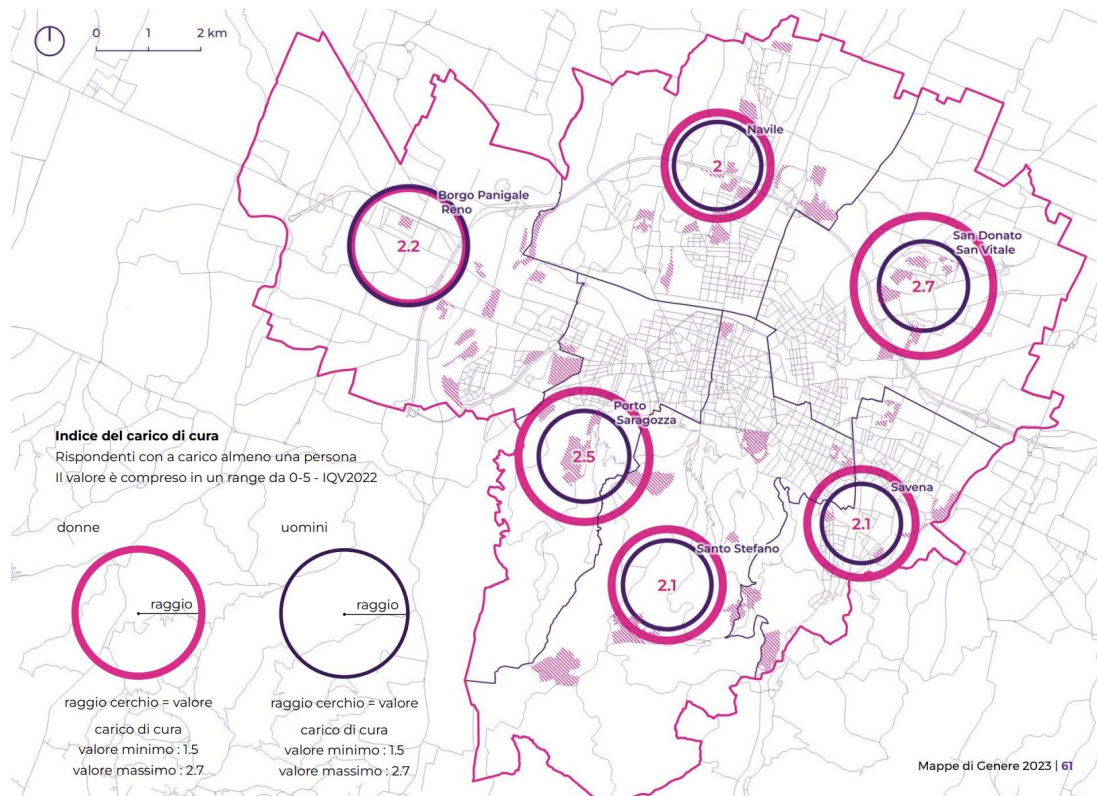 0 1 2 km
Navile
2
Borgo Panigale
Reno
2.2
San Donato
San Vitale
2.7
Porto
Saragozza
2.5
Savena
2.1
Santo Stefano
2.1
Indice del carico di cura
Rispondenti con a carico almeno una persona
Il valore è compreso in un range da 0-5 - IQV2022
donne
raggio
raggio cerchio = valore
carico di cura
valore minimo : 1.5
valore massimo : 2.7
uomini
raggio
raggio cerchio = valore
carico di cura
valore minimo : 1.5
valore massimo : 2.7
Mappe di Genere 2023 | 61